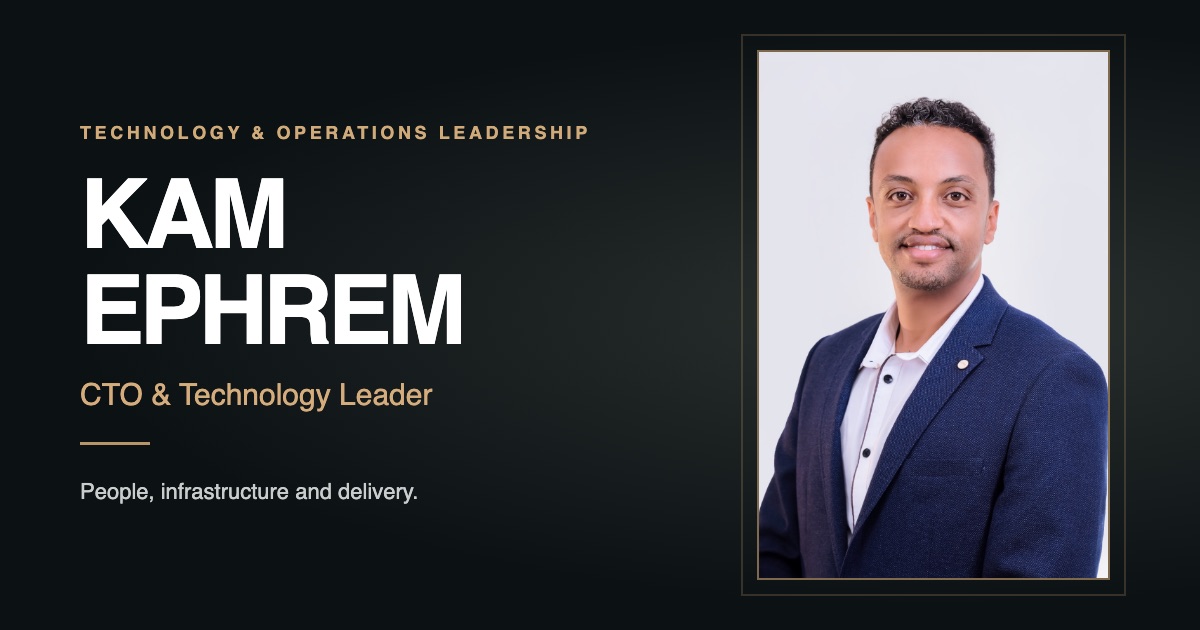 TECHNOLOGY & OPERATIONS LEADERSHIP
KAM
EPHREM
CTO & Technology Leader
People, infrastructure and delivery.